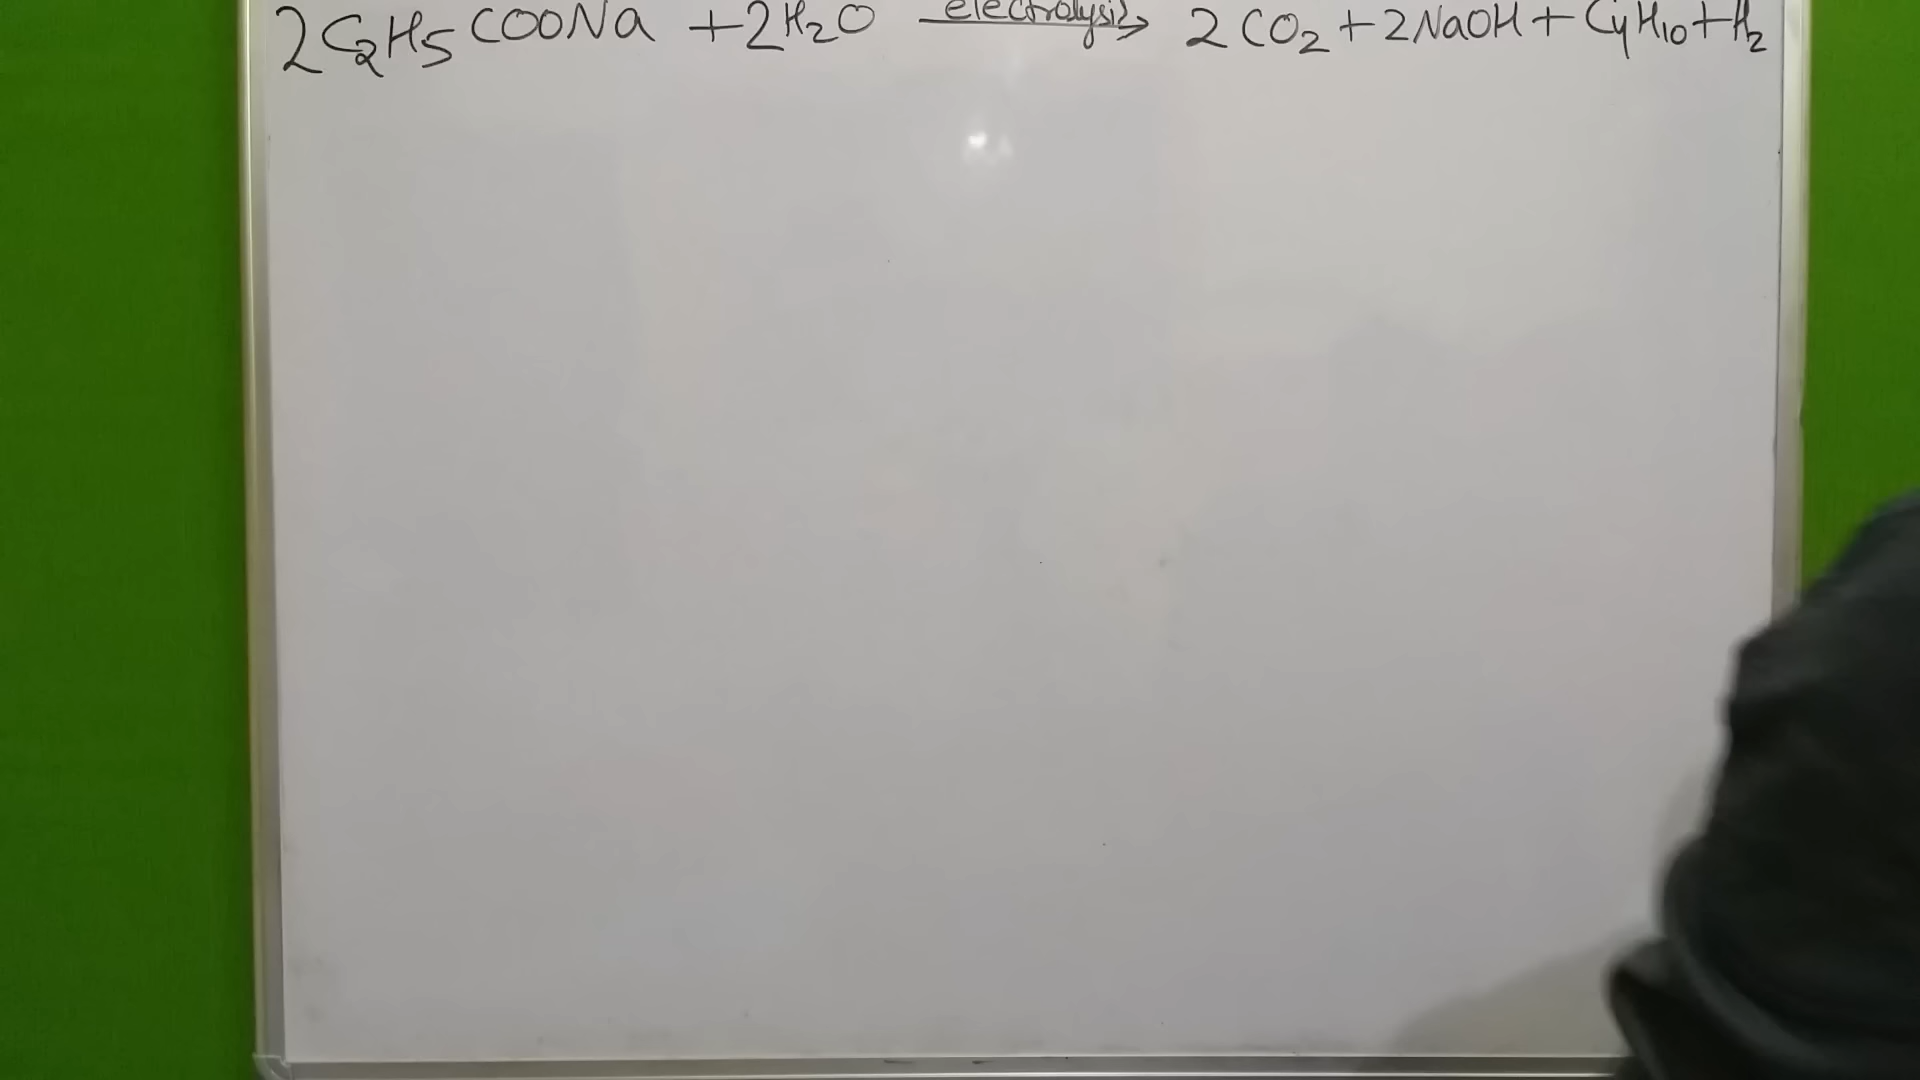 2C₂H₅COONa + 2H₂O electrolysis → 2CO₂ + 2NaOH + C₄H₁₀ + H₂